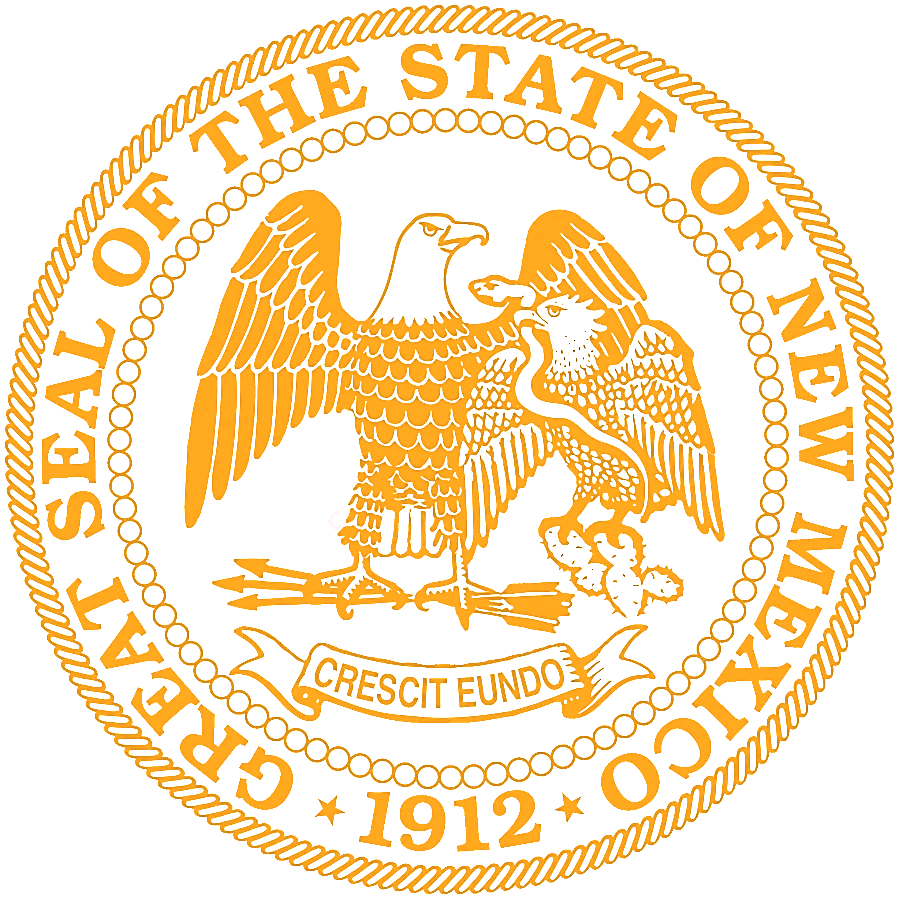 GREAT SEAL OF THE STATE OF NEW MEXICO
CRESCIT EUNDO
1912